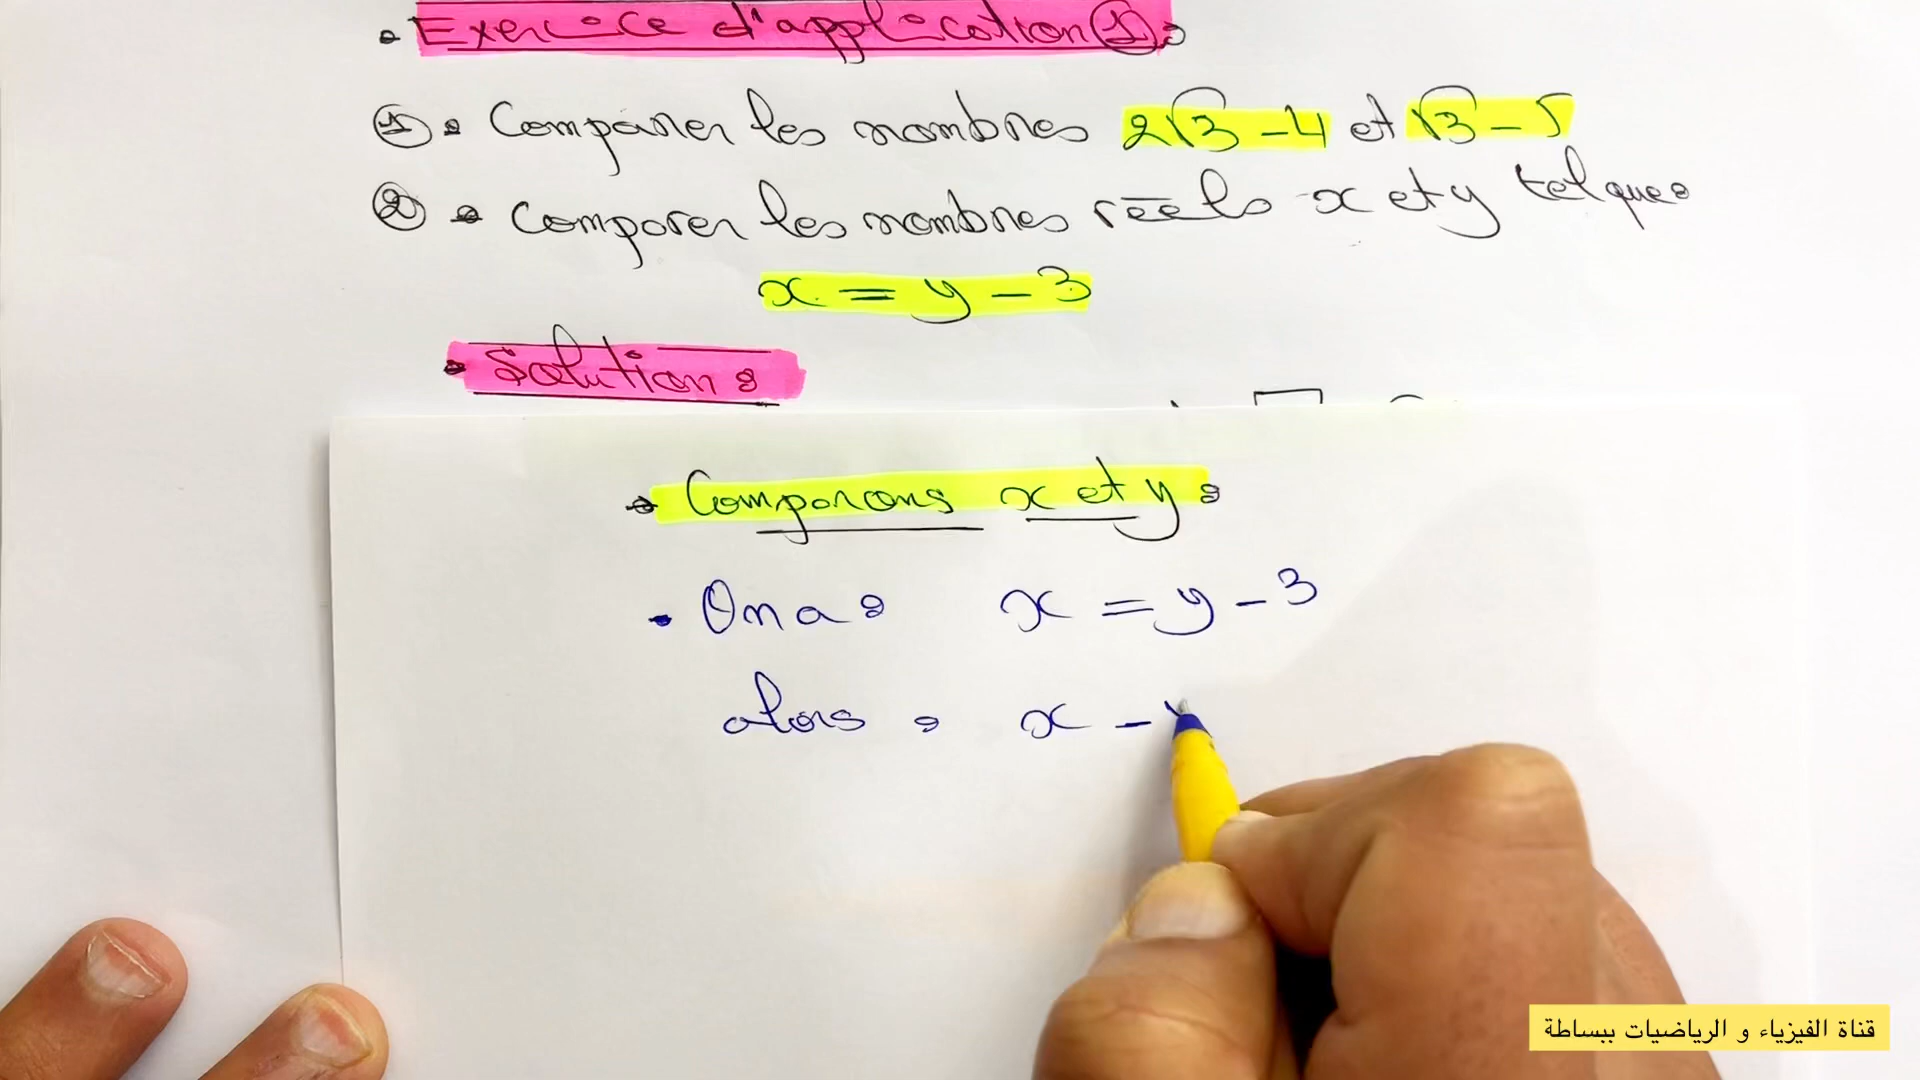 Exercice d'application ① :
① • Comparer les nombres 2√3 - 4 et √3 - 5
② • Comparer les nombres réels x et y tel que :
x = y - 3
• Solution :
• Comparons x et y :
• On a : x = y - 3
alors : x -
قناة الفيزياء و الرياضيات ببساطة